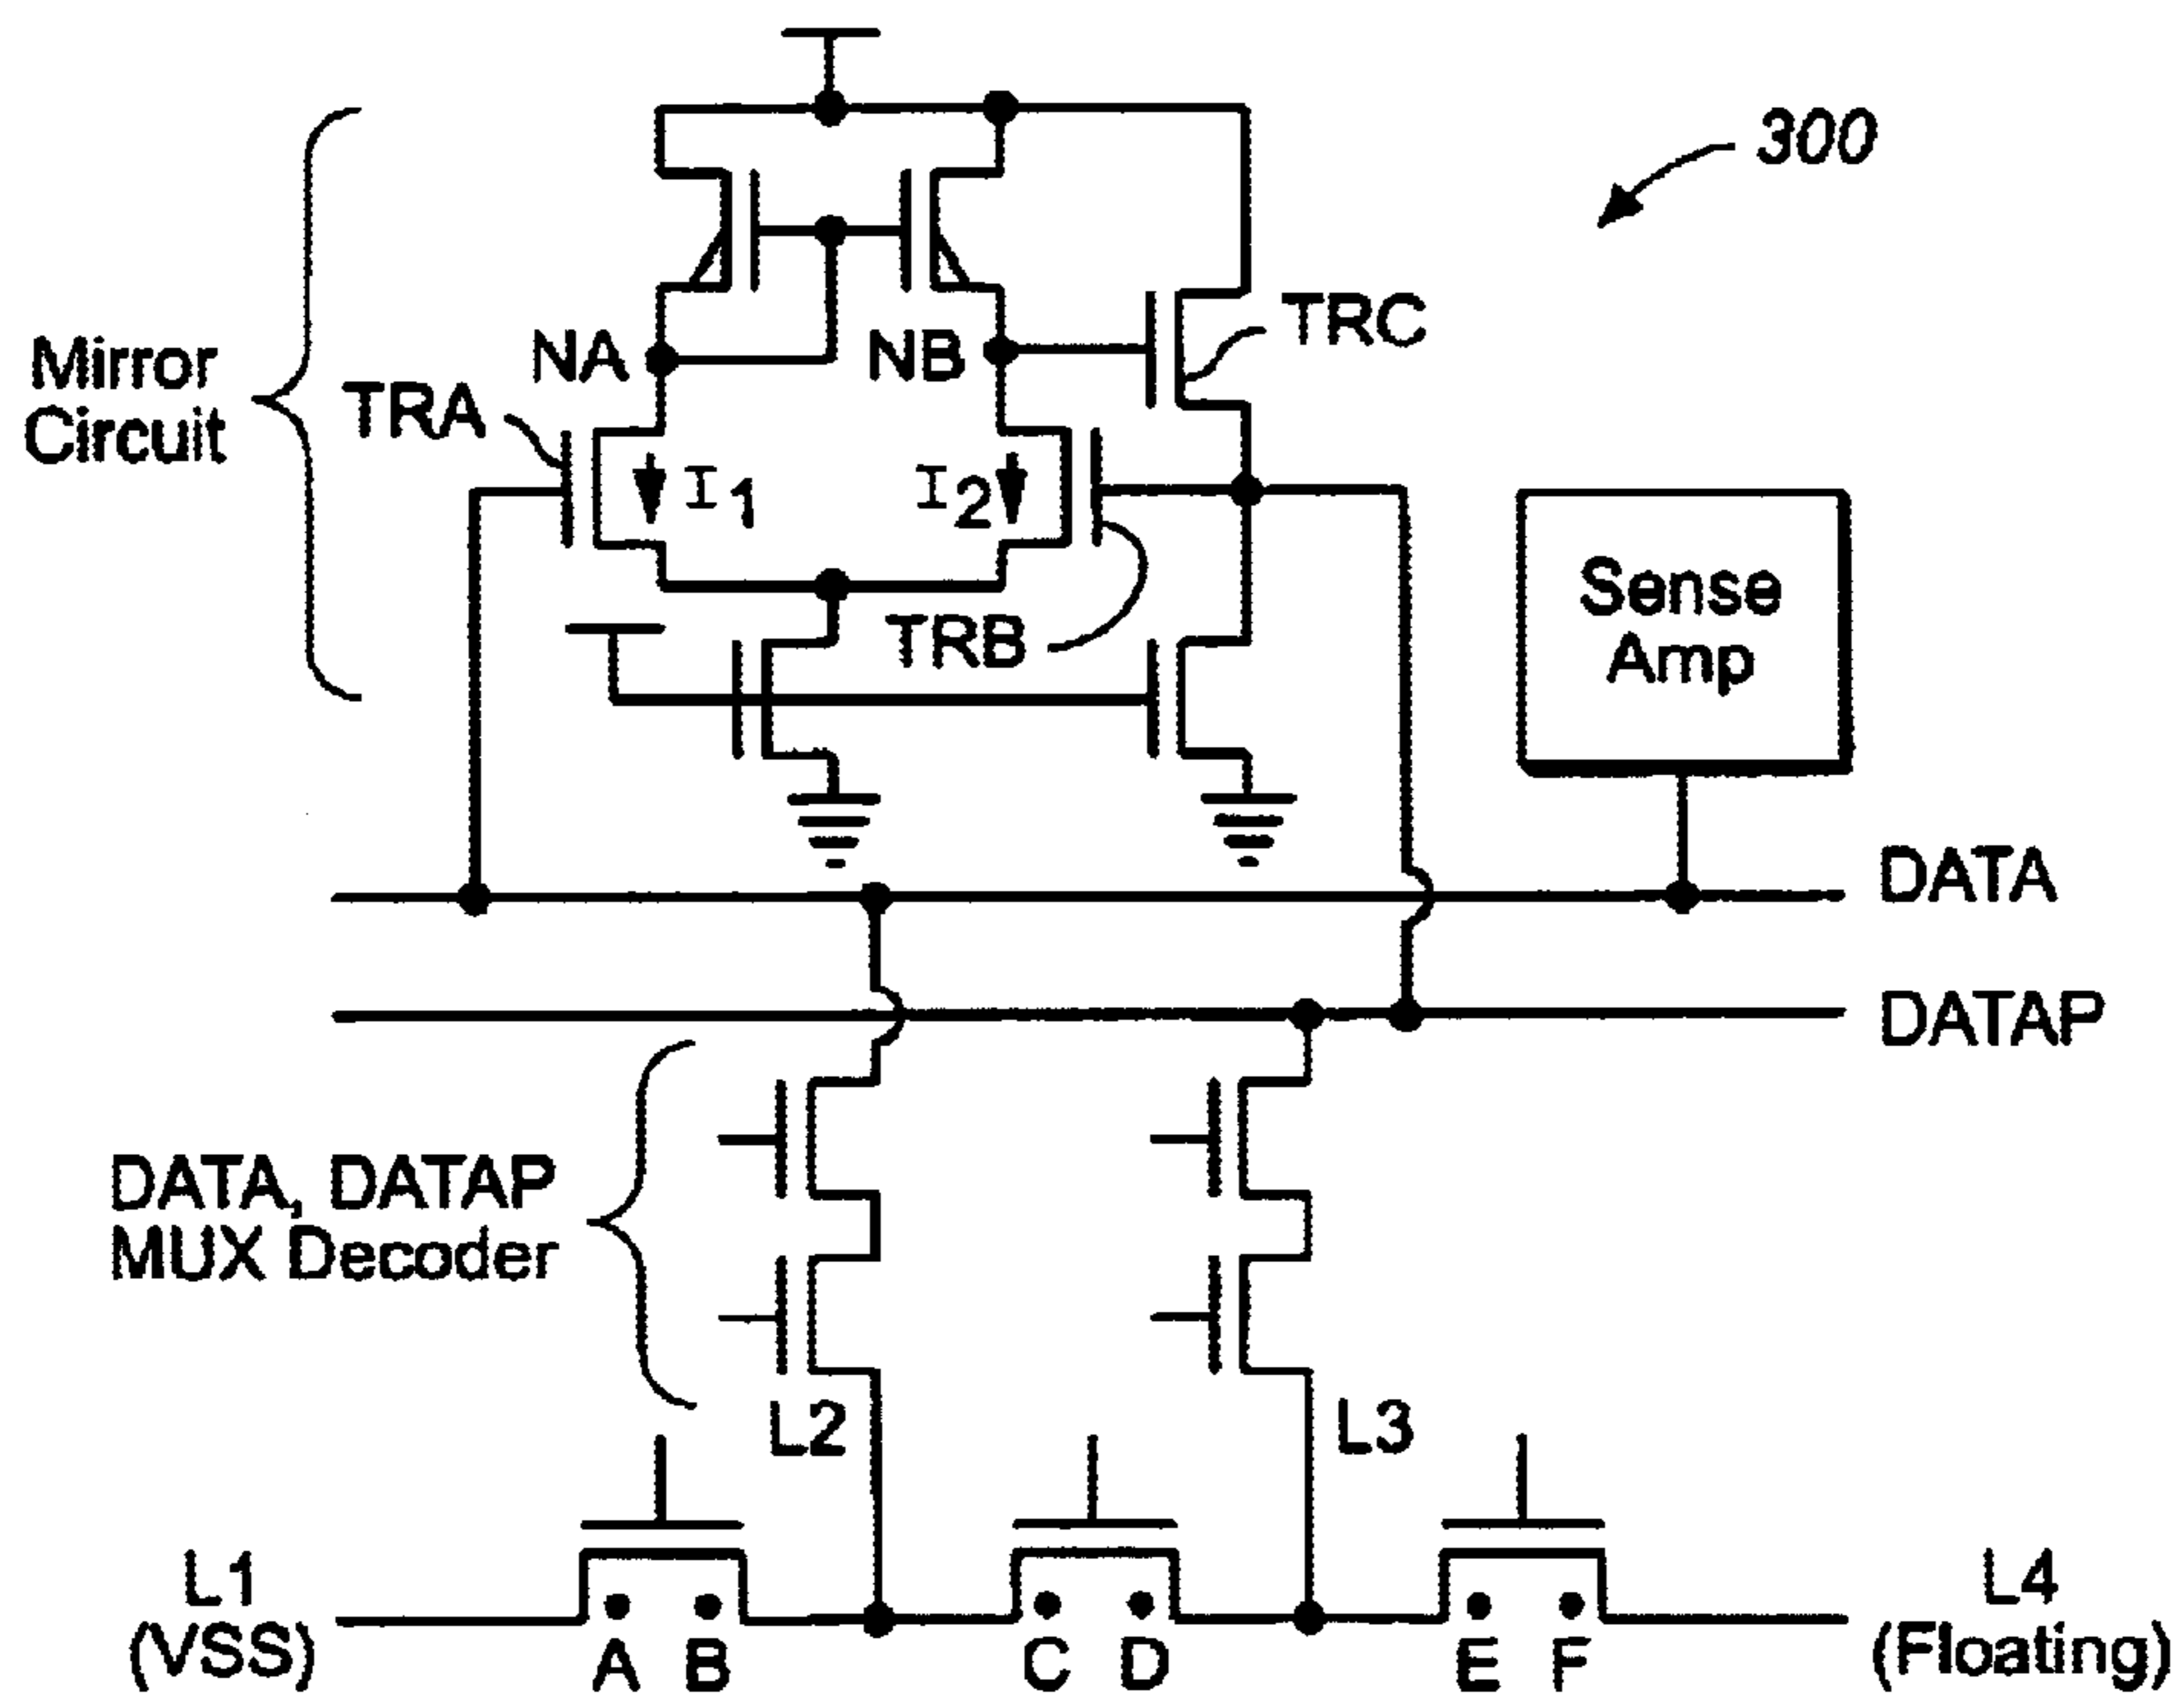 300
Mirror
Circuit
NA
NB
TRC
TRA
I1
I2
TRB
Sense
Amp
DATA
DATAP
DATA, DATAP
MUX Decoder
L2
L3
L1
(VSS)
A
B
C
D
E
F
L4
(Floating)